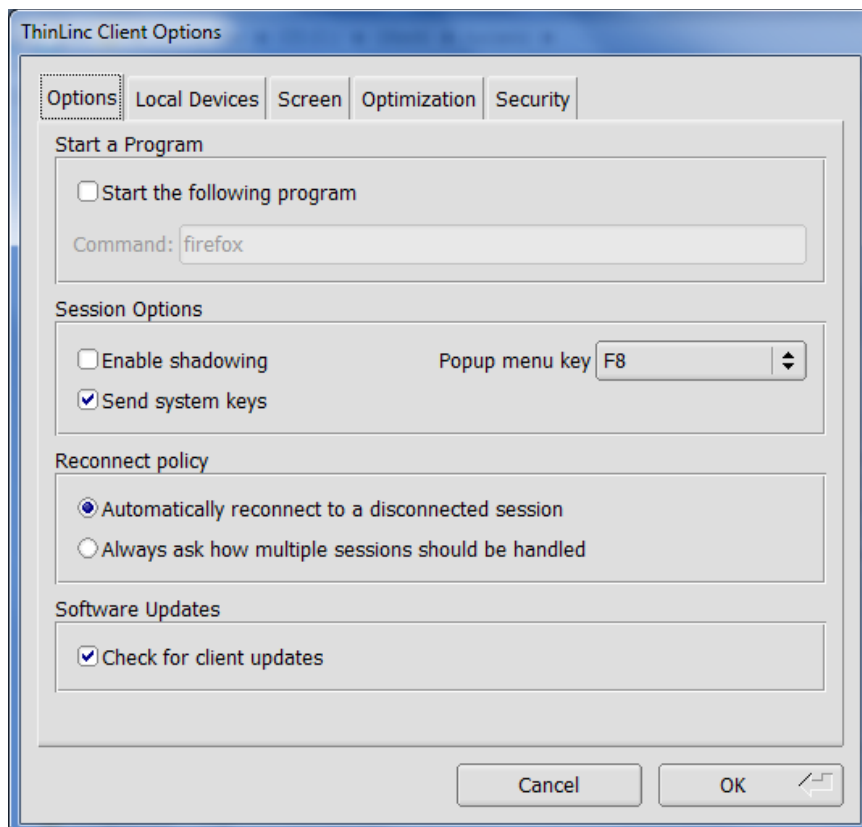 ThinLinc Client Options
Options Local Devices Screen Optimization Security
Start a Program
Start the following program
Command: firefox
Session Options
Enable shadowing Popup menu key F8
Send system keys
Reconnect policy
Automatically reconnect to a disconnected session
Always ask how multiple sessions should be handled
Software Updates
Check for client updates
Cancel OK